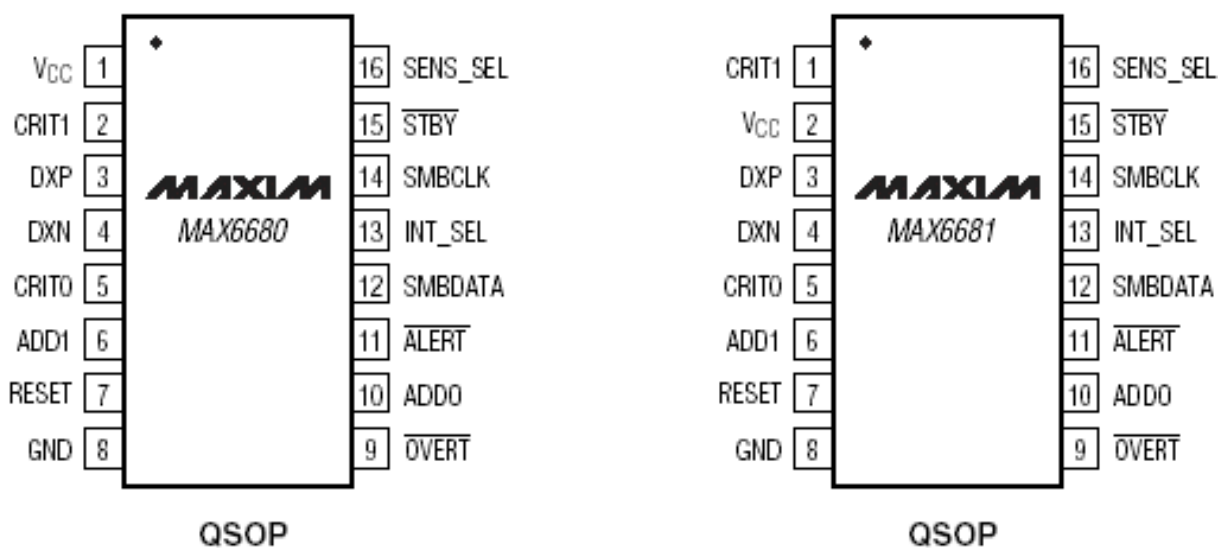 VCC 1 16 SENS_SEL
CRIT1 2 15 STBY
DXP 3 14 SMBCLK
DXN 4 13 INT_SEL
CRIT0 5 12 SMBDATA
ADD1 6 11 ALERT
RESET 7 10 ADD0
GND 8 9 OVERT
MAXIM
MAX6680
QSOP
CRIT1 1 16 SENS_SEL
VCC 2 15 STBY
DXP 3 14 SMBCLK
DXN 4 13 INT_SEL
CRIT0 5 12 SMBDATA
ADD1 6 11 ALERT
RESET 7 10 ADD0
GND 8 9 OVERT
MAXIM
MAX6681
QSOP